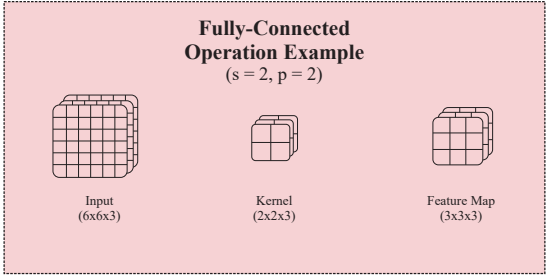 Fully-Connected
Operation Example
(s = 2, p = 2)
Input
(6x6x3)
Kernel
(2x2x3)
Feature Map
(3x3x3)